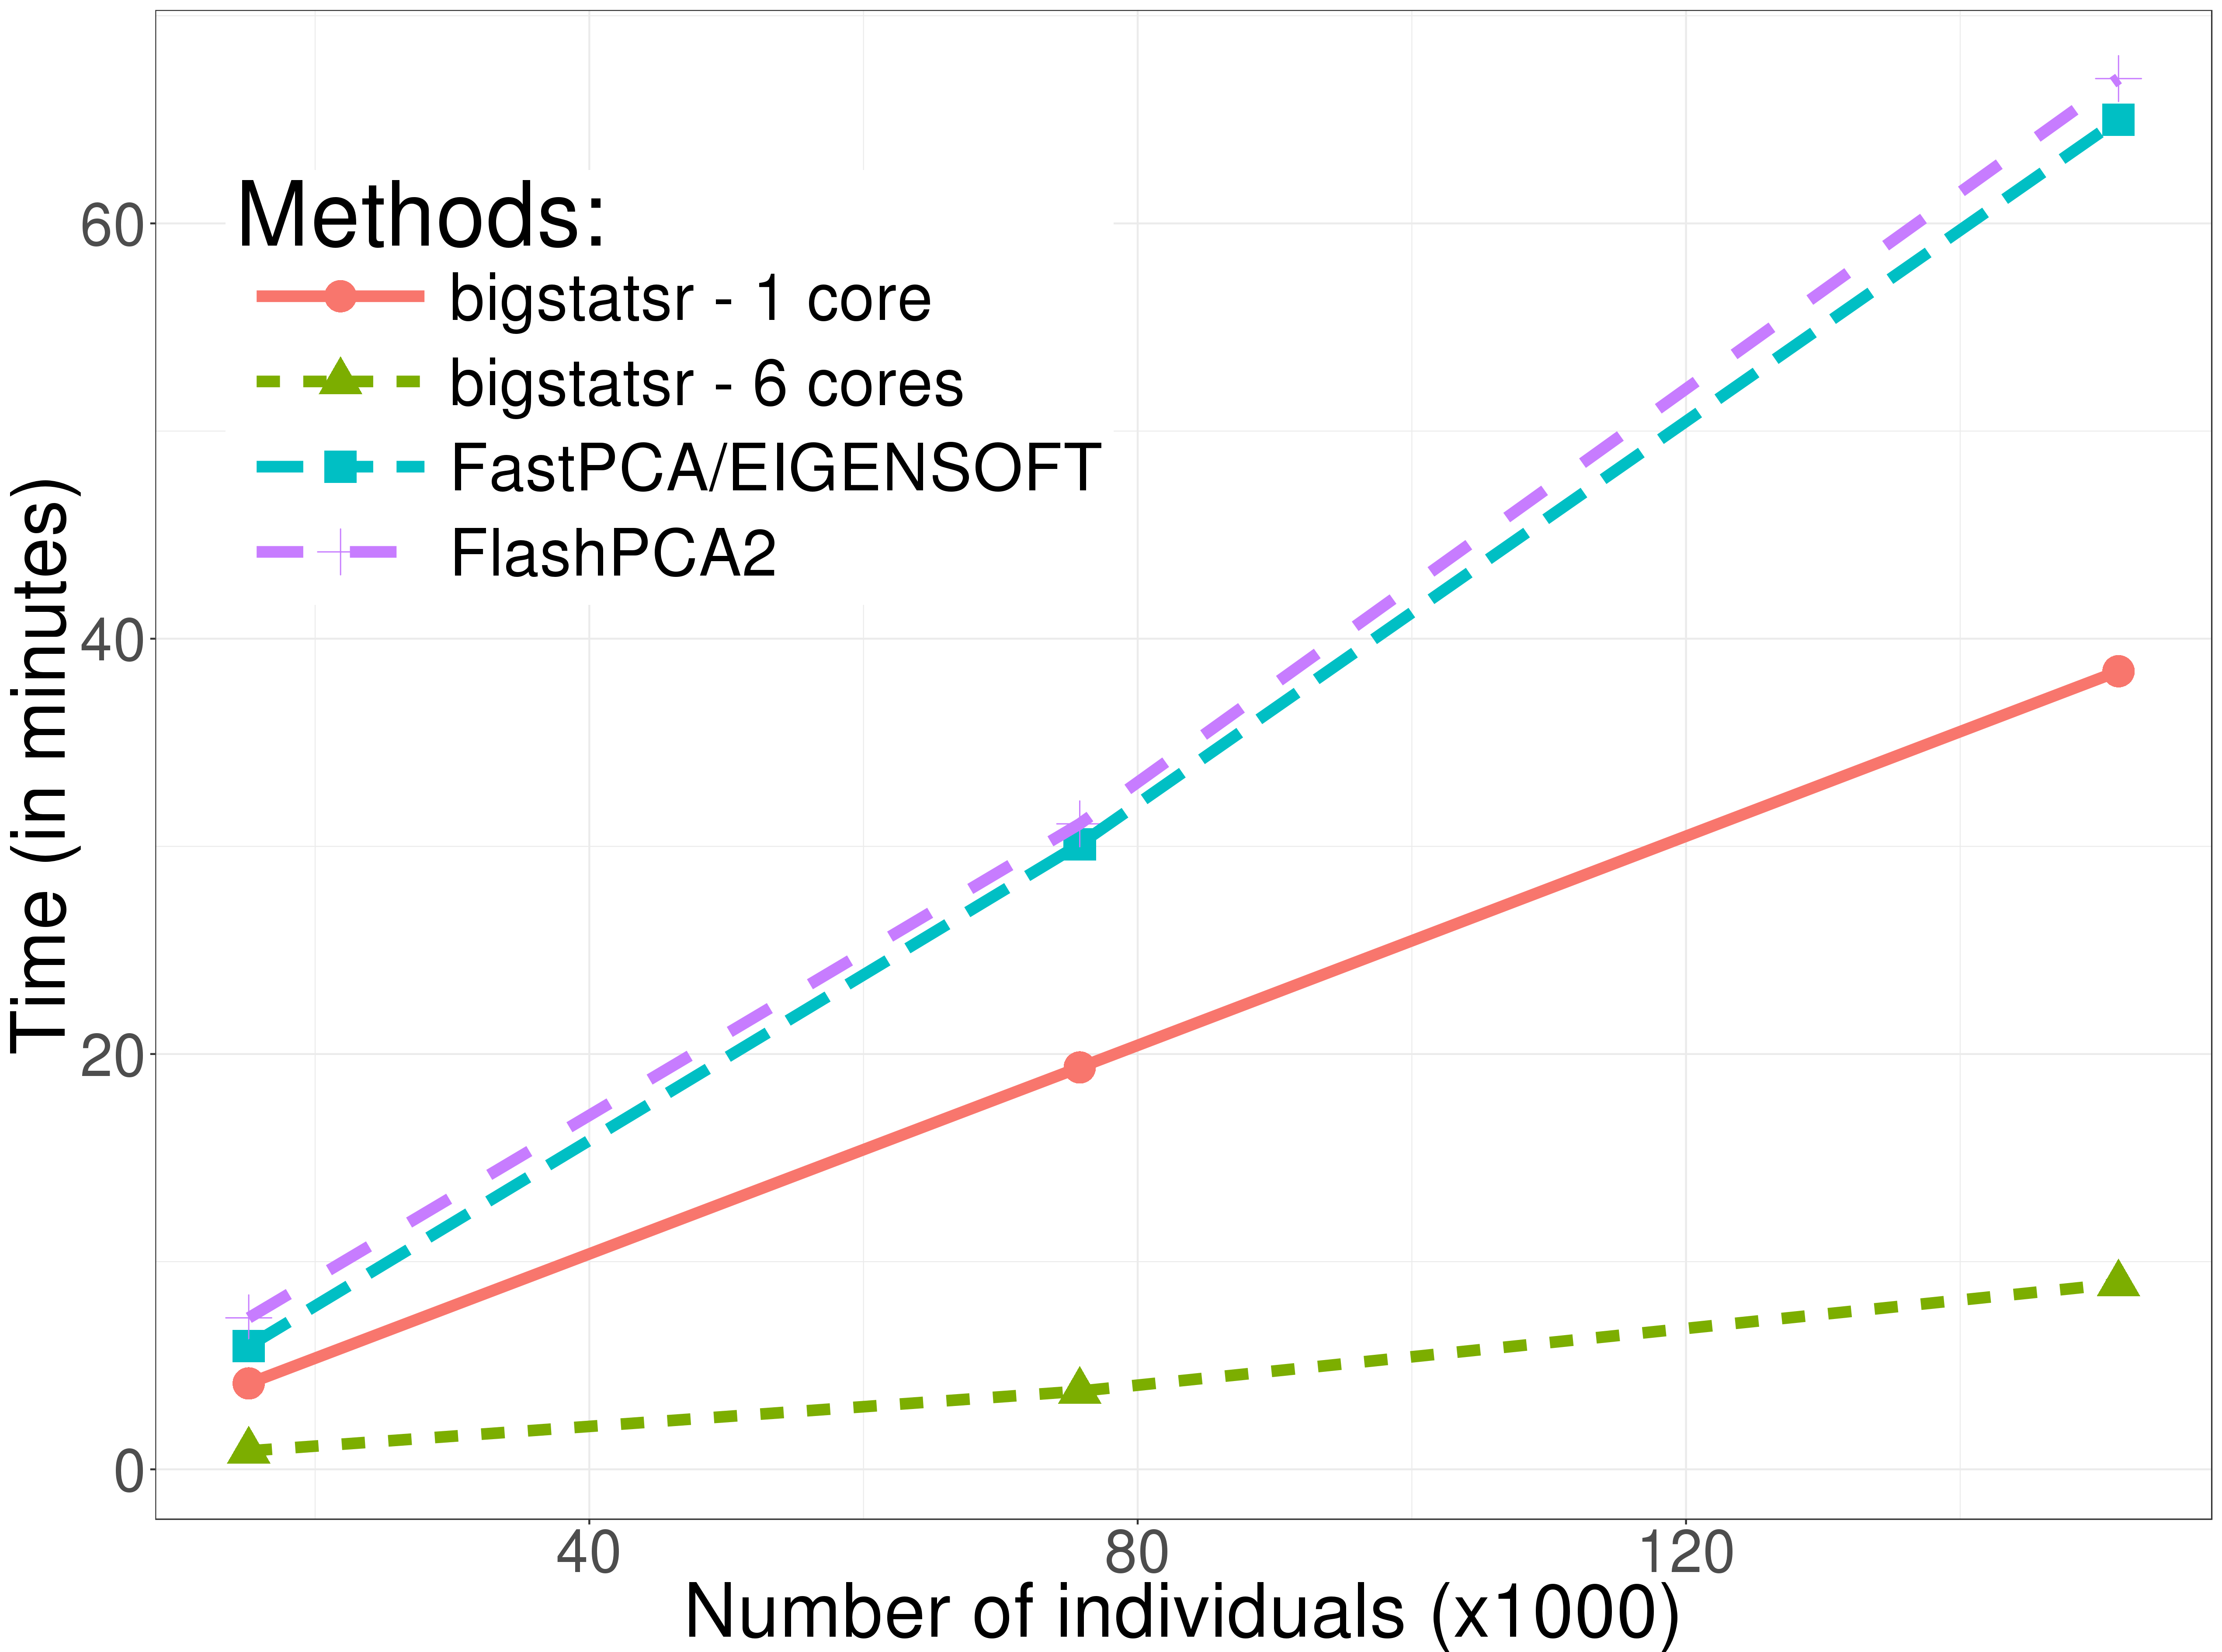 Methods:
bigstatsr - 1 core
bigstatsr - 6 cores
FastPCA/EIGENSOFT
FlashPCA2
Time (in minutes)
60
40
20
0
40 80 120
Number of individuals (x1000)